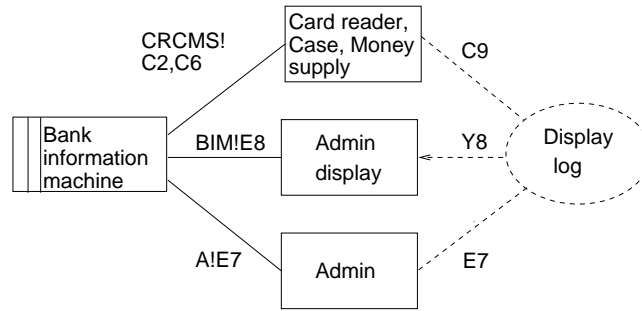 CRCMS!
C2,C6
Card reader,
Case, Money
supply
C9
Bank
information
machine
BIM!E8
Admin
display
Y8
Display
log
A!E7
Admin
E7